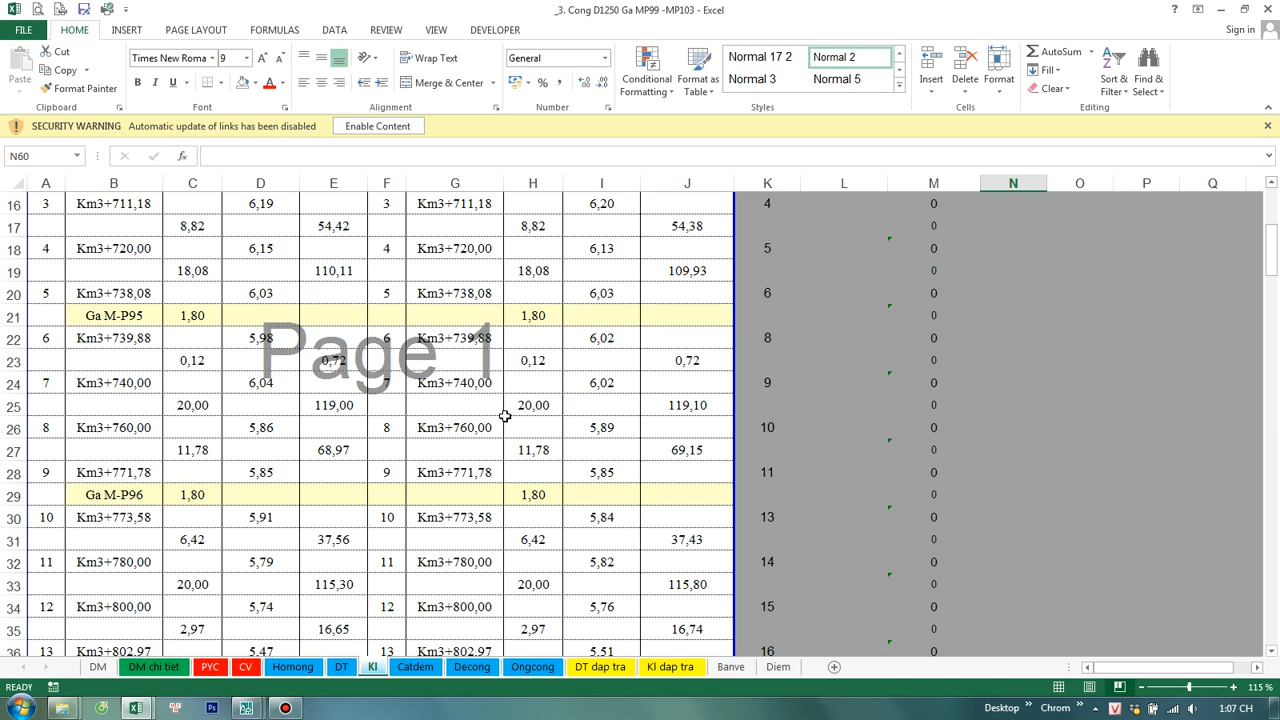 _3. Cong D1250 Ga MP99 -MP103 - Excel
FILE HOME INSERT PAGE LAYOUT FORMULAS DATA REVIEW VIEW DEVELOPER Sign in
Paste Cut Copy Format Painter Clipboard
Times New Roma 9 B I U A Font
Wrap Text Merge & Center Alignment
General % , Number
Conditional Formatting Format as Table Normal 17 2 Normal 2 Normal 3 Normal 5 Styles
Insert Delete Format Cells
AutoSum Fill Clear Sort & Filter Find & Select Editing
SECURITY WARNING Automatic update of links has been disabled Enable Content
N60 fx
A B C D E F G H I J K L M N O P Q
16 3 Km3+711,18 6,19 3 Km3+711,18 6,20 4 0
17 8,82 54,42 8,82 54,38 0
18 4 Km3+720,00 6,15 4 Km3+720,00 6,13 5 0
19 18,08 110,11 18,08 109,93 0
20 5 Km3+738,08 6,03 5 Km3+738,08 6,03 6 0
21 Ga M-P95 1,80 1,80 0
22 6 Km3+739,88 5,98 6 Km3+739,88 6,02 8 0
Page 1
23 0,12 0,72 0,12 0,72 0
24 7 Km3+740,00 6,04 7 Km3+740,00 6,02 9 0
25 20,00 119,00 20,00 119,10 0
26 8 Km3+760,00 5,86 8 Km3+760,00 5,89 10 0
27 11,78 68,97 11,78 69,15 0
28 9 Km3+771,78 5,85 9 Km3+771,78 5,85 11 0
29 Ga M-P96 1,80 1,80 0
30 10 Km3+773,58 5,91 10 Km3+773,58 5,84 13 0
31 6,42 37,56 6,42 37,43 0
32 11 Km3+780,00 5,79 11 Km3+780,00 5,82 14 0
33 20,00 115,30 20,00 115,80 0
34 12 Km3+800,00 5,74 12 Km3+800,00 5,76 15 0
35 2,97 16,65 2,97 16,74 0
36 13 Km3+802,97 5,47 13 Km3+802,97 5,51 16 0
DM DM chi tiet PYC CV Homong DT Kl Catdem Decong Ongcong DT dap tra Kl dap tra Banve Diem
READY 115 %
Desktop » Chrom » V 1:07 CH